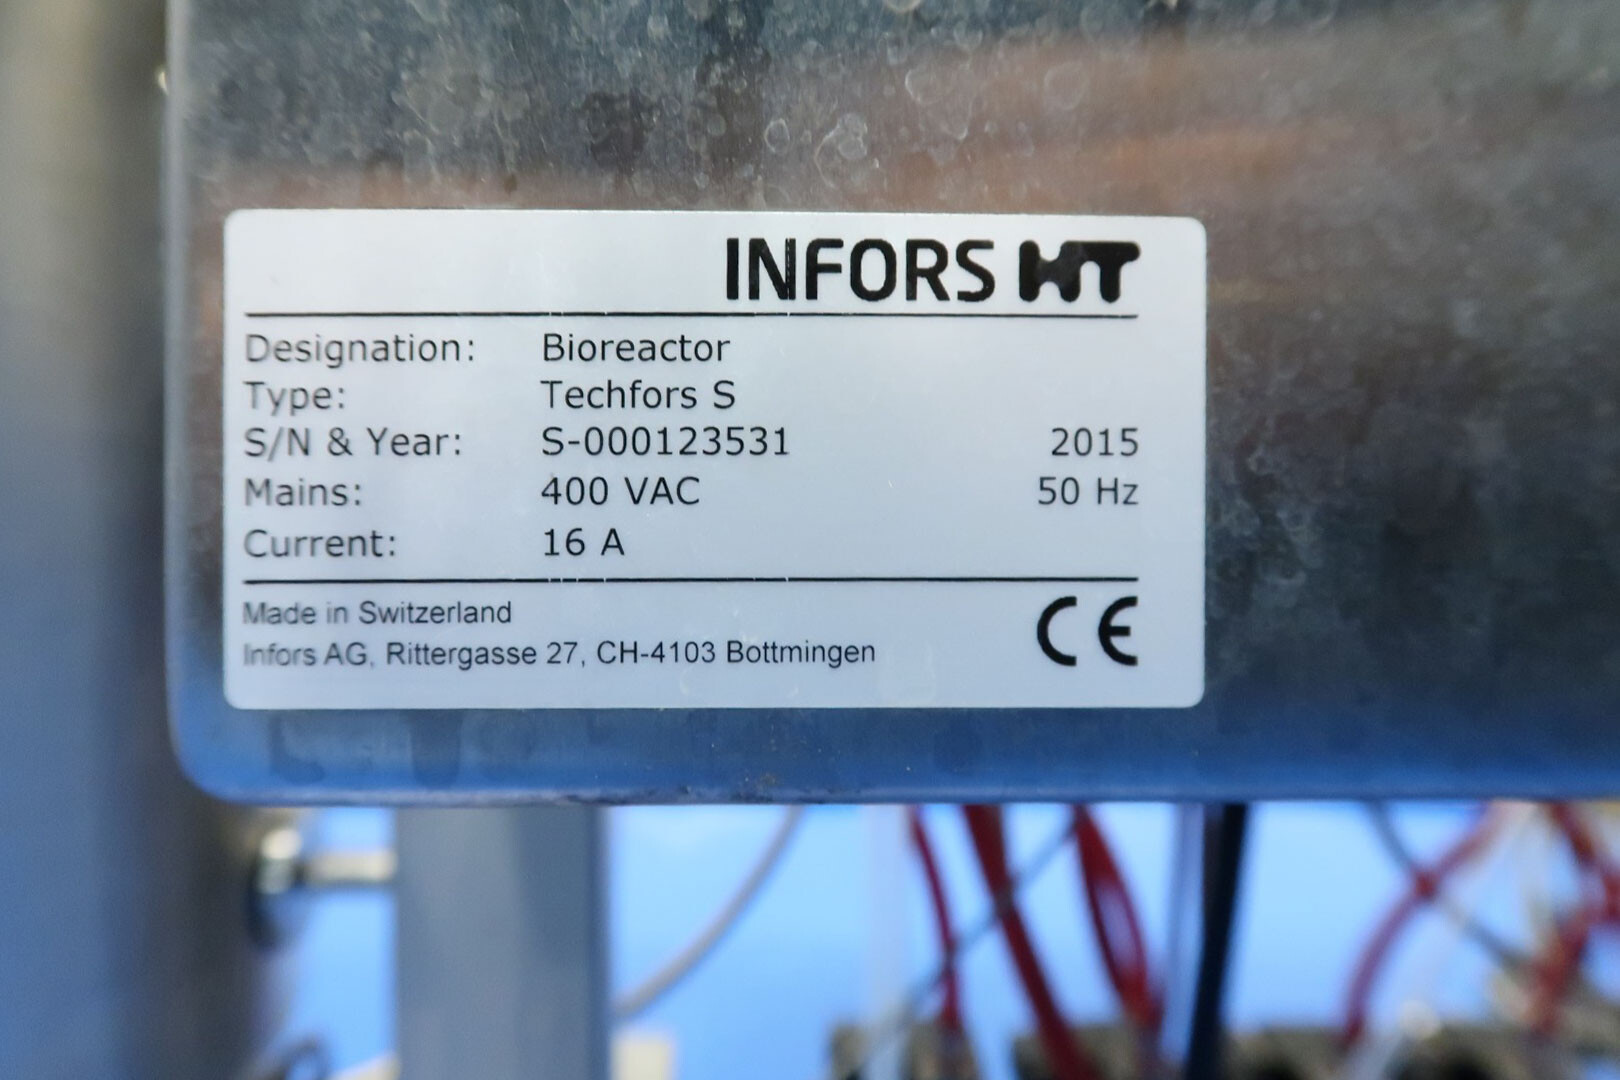 INFORS HT
Designation: Bioreactor
Type: Techfors S
S/N & Year: S-000123531 2015
Mains: 400 VAC 50 Hz
Current: 16 A
Made in Switzerland
Infors AG, Rittergasse 27, CH-4103 Bottmingen
CE